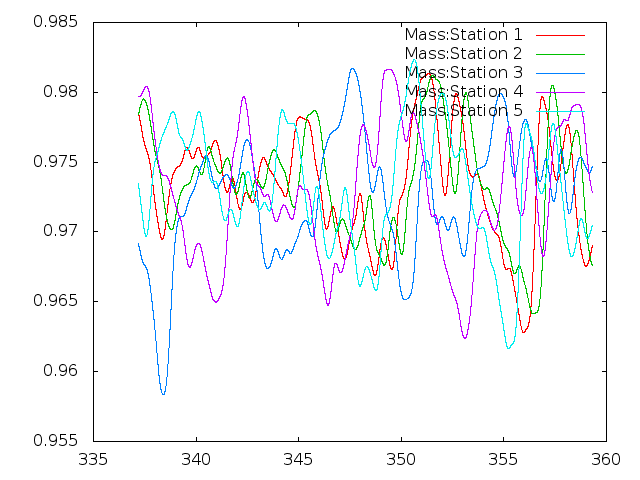 0.985
0.98
0.975
0.97
0.965
0.96
0.955
335 340 345 350 355 360
Mass:Station 1
Mass:Station 2
Mass:Station 3
Mass:Station 4
Mass:Station 5